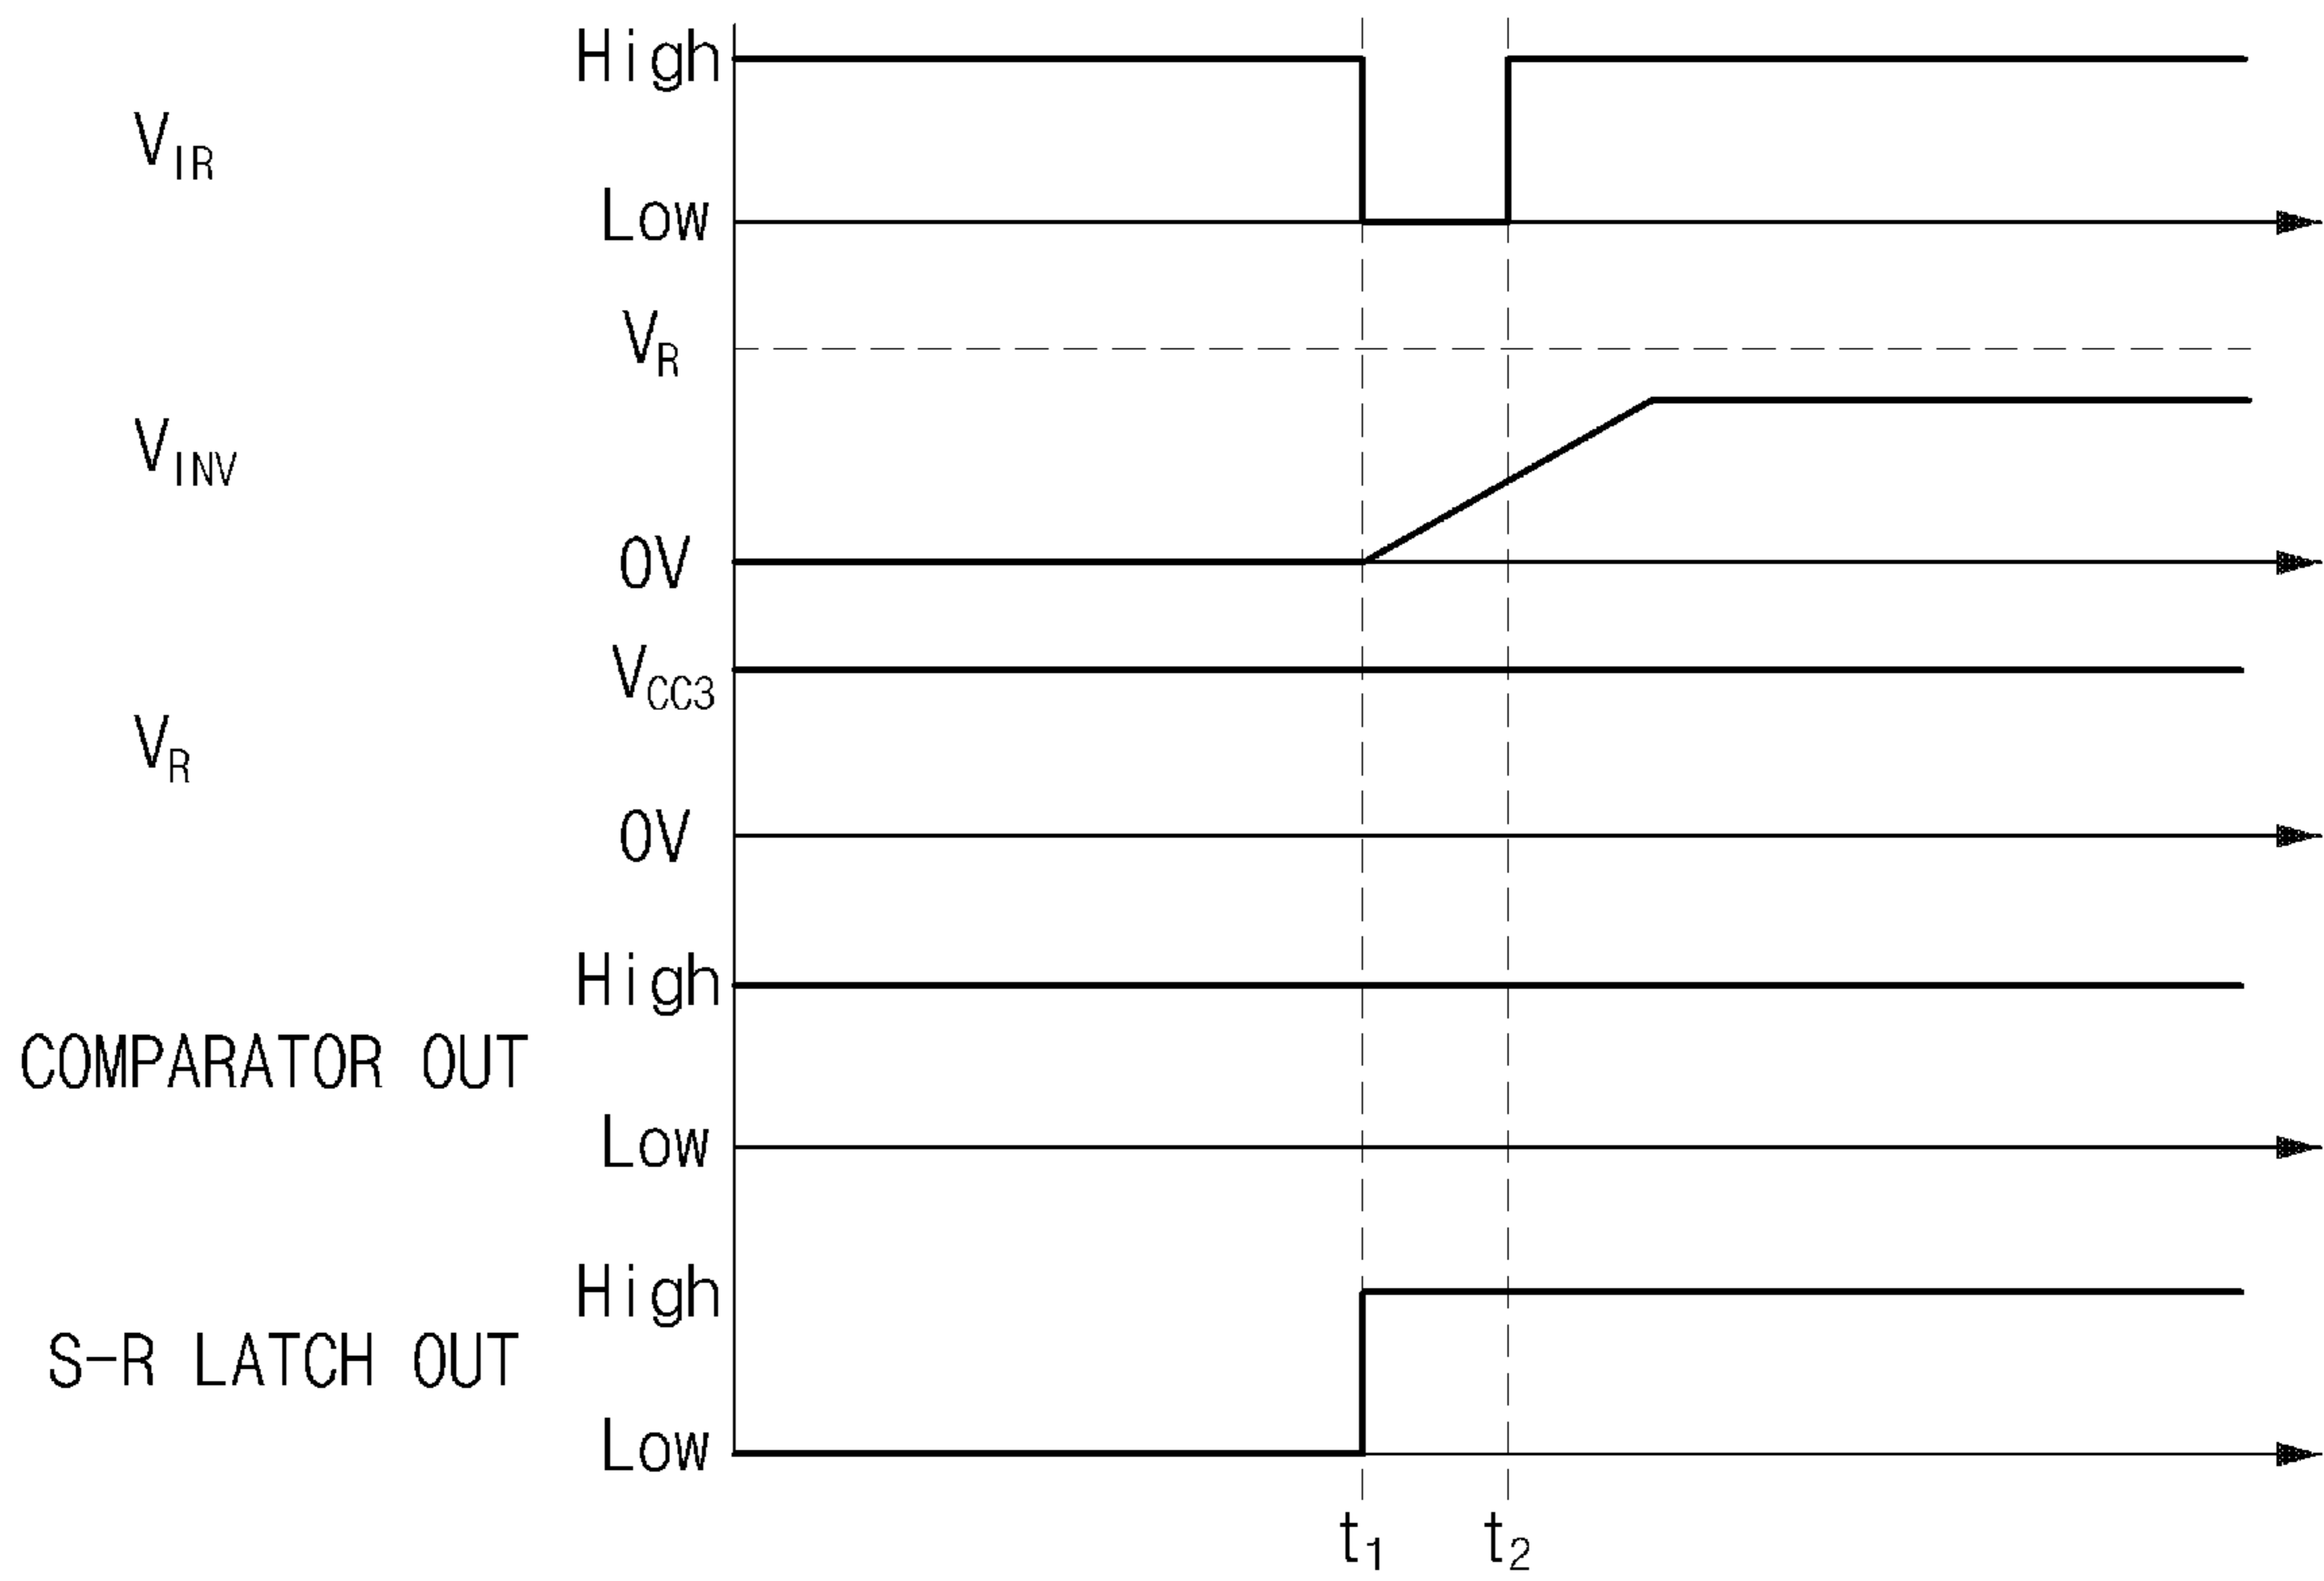 High
V_IR
Low
V_R
V_INV
0V
V_CC3
V_R
0V
High
COMPARATOR OUT
Low
High
S-R LATCH OUT
Low
t_1 t_2